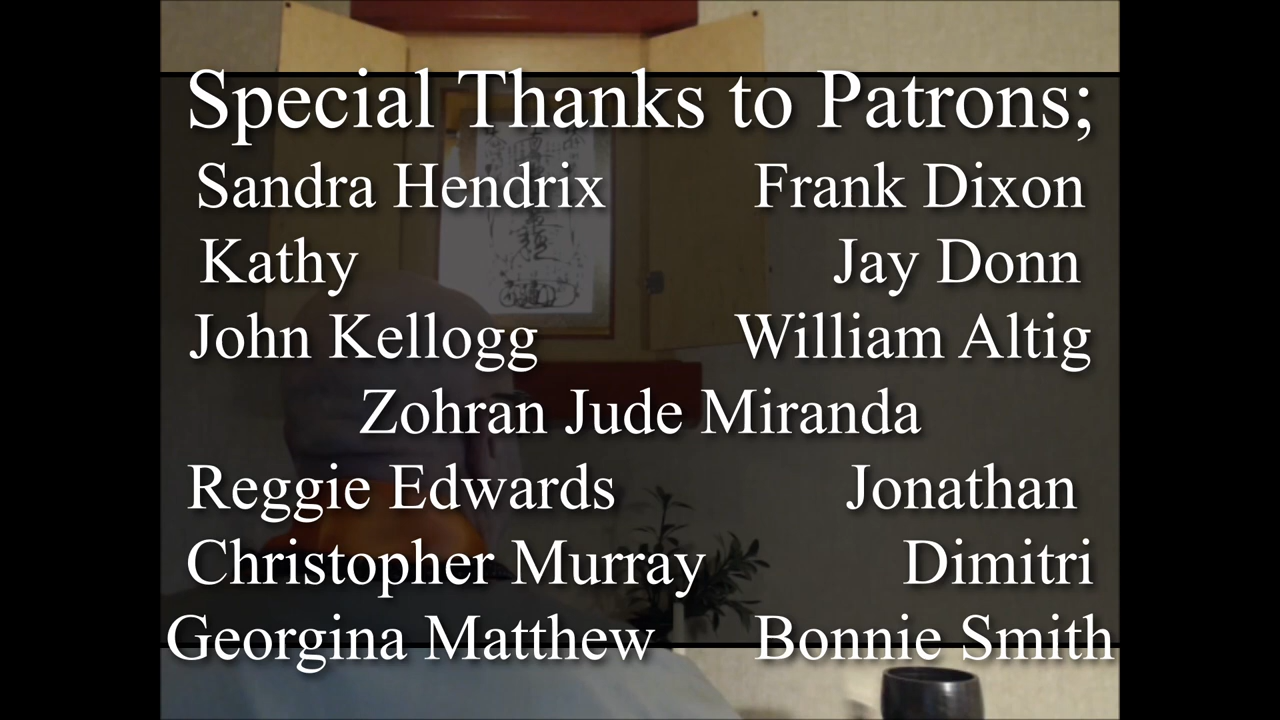 Special Thanks to Patrons;
Sandra Hendrix Frank Dixon
Kathy Jay Donn
John Kellogg William Altig
Zohran Jude Miranda
Reggie Edwards Jonathan
Christopher Murray Dimitri
Georgina Matthew Bonnie Smith